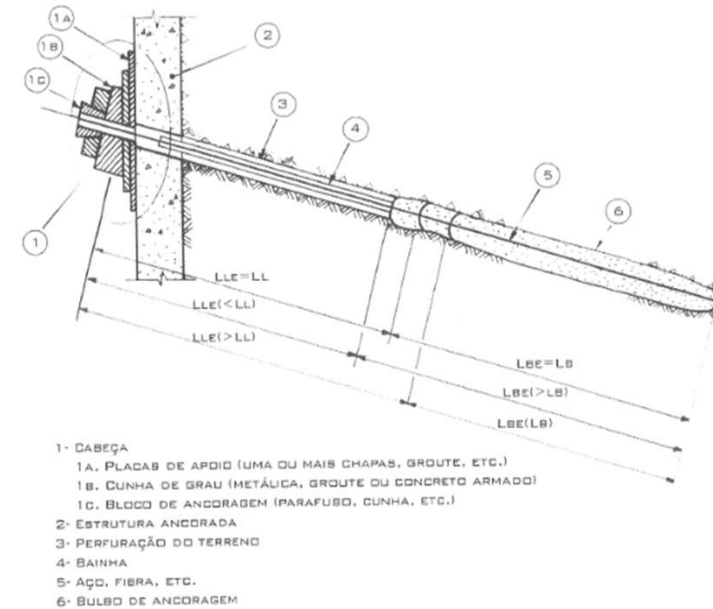 1A
1B
2
1C
3
4
5
6
1
LLE=LL
LLE(<LL)
LLE(>LL)
LBE=LB
LBE(>LB)
LBE(LB)
1- CABEÇA
1A. PLACAS DE APOIO (UMA OU MAIS CHAPAS, GROUTE, ETC.)
1B. CUNHA DE GRAU (METÁLICA, GROUTE OU CONCRETO ARMADO)
1C. BLOCO DE ANCORAGEM (PARAFUSO, CUNHA, ETC.)
2- ESTRUTURA ANCORADA
3- PERFURAÇÃO DO TERRENO
4- BAINHA
5- AÇO, FIBRA, ETC.
6- BULBO DE ANCORAGEM